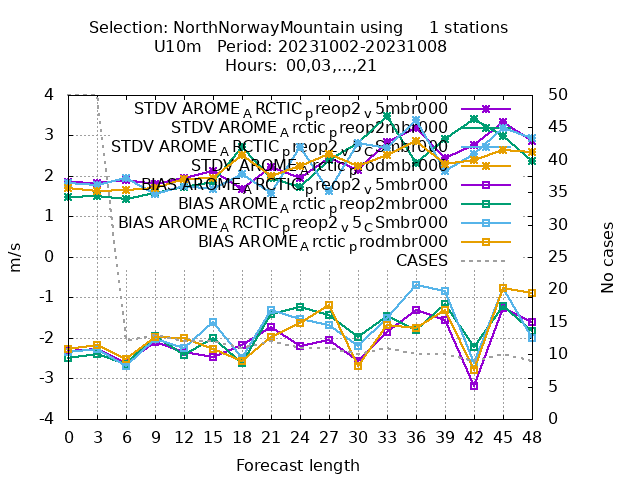 Selection: NorthNorwayMountain using 1 stations
U10m Period: 20231002-20231008
Hours: 00,03,...,21
STDV AROME_ARCTIC_preop2_v5mbr000
STDV AROME_Arctic_preop2mbr000
STDV AROME_ARCTIC_preop2_v5_CSmbr000
STDV AROME_Arctic_prodmbr000
BIAS AROME_ARCTIC_preop2_v5mbr000
BIAS AROME_Arctic_preop2mbr000
BIAS AROME_ARCTIC_preop2_v5_CSmbr000
BIAS AROME_Arctic_prodmbr000
CASES
4
3
2
1
0
-1
-2
-3
-4
m/s
50
45
40
35
30
25
20
15
10
5
0
No cases
0 3 6 9 12 15 18 21 24 27 30 33 36 39 42 45 48
Forecast length